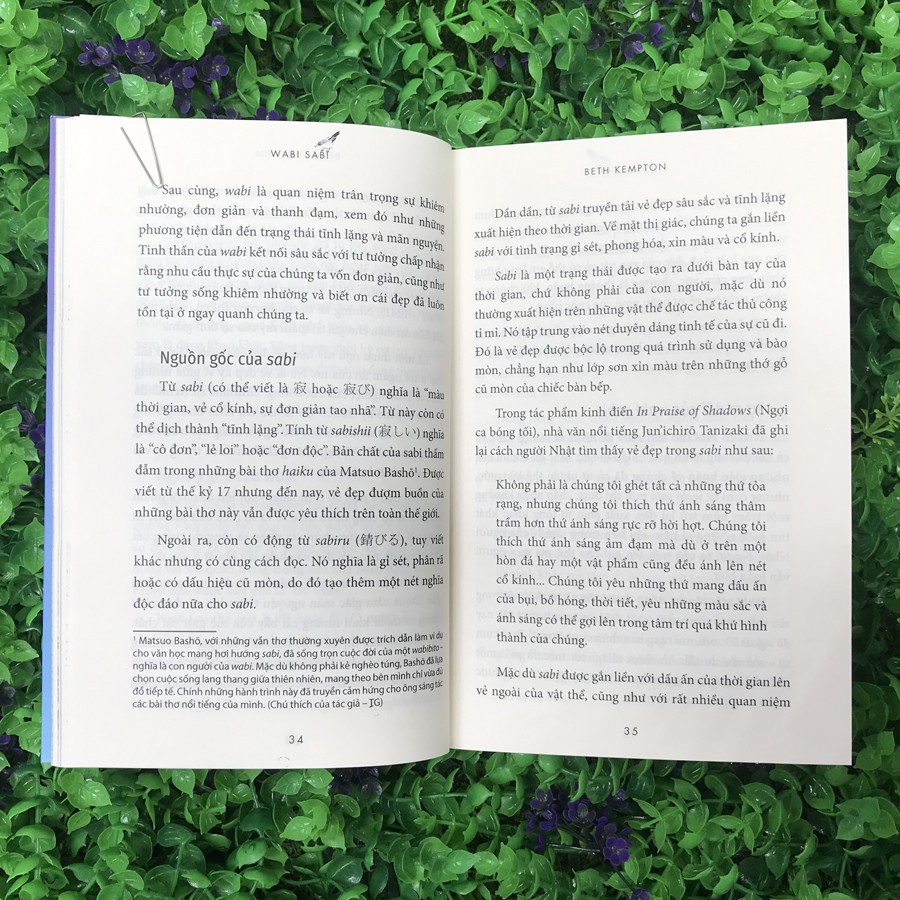 WABI SABI
Sau cùng, wabi là quan niệm trân trọng sự khiêm
nhường, đơn giản và thanh đạm, xem đó như những
phương tiện dẫn đến trạng thái tĩnh lặng và mãn nguyện.
Tinh thần của wabi kết nối sâu sắc với tư tưởng chấp nhận
rằng nhu cầu thực sự của chúng ta vốn đơn giản, cũng như
tư tưởng sống khiêm nhường và biết ơn cái đẹp đã luôn
tồn tại ở ngay quanh chúng ta.
Nguồn gốc của sabi
Từ sabi (có thể viết là 寂 hoặc 寂び) nghĩa là “màu
thời gian, vẻ cổ kính, sự đơn giản tao nhã”. Từ này còn có
thể dịch thành “tĩnh lặng”. Tính từ sabishii (寂しい) nghĩa
là “cô đơn”, “lẻ loi” hoặc “đơn độc”. Bản chất của sabi thấm
đẫm trong những bài thơ haiku của Matsuo Bashō¹. Được
viết từ thế kỷ 17 nhưng đến nay, vẻ đẹp đượm buồn của
những bài thơ này vẫn được yêu thích trên toàn thế giới.
Ngoài ra, còn có động từ sabiru (錆びる), tuy viết
khác nhưng có cùng cách đọc. Nó nghĩa là gỉ sét, phân rã
hoặc có dấu hiệu cũ mòn, do đó tạo thêm một nét nghĩa
độc đáo nữa cho sabi.
¹ Matsuo Bashō, với những vần thơ thường xuyên được trích dẫn làm ví dụ
cho văn học mang hơi hướng sabi, đã sống trọn cuộc đời của một wabibito –
nghĩa là con người của wabi. Mặc dù không phải kẻ nghèo túng, Bashō đã lựa
chọn cuộc sống lang thang giữa thiên nhiên, mang theo bên mình chỉ vừa đủ
đồ tiếp tế. Chính những hành trình này đã truyền cảm hứng cho ông sáng tác
các bài thơ nổi tiếng của mình. (Chú thích của tác giả – TG)
34
BETH KEMPTON
Dần dần, từ sabi truyền tải vẻ đẹp sâu sắc và tĩnh lặng
xuất hiện theo thời gian. Về mặt thị giác, chúng ta gắn liền
sabi với tình trạng gỉ sét, phong hóa, xỉn màu và cổ kính.
Sabi là một trạng thái được tạo ra dưới bàn tay của
thời gian, chứ không phải của con người, mặc dù nó
thường xuất hiện trên những vật thể được chế tác thủ công
tỉ mỉ. Nó tập trung vào nét duyên dáng tinh tế của sự cũ đi.
Đó là vẻ đẹp được bộc lộ trong quá trình sử dụng và bào
mòn, chẳng hạn như lớp sơn xỉn màu trên những thớ gỗ
cũ mòn của chiếc bàn bếp.
Trong tác phẩm kinh điển In Praise of Shadows (Ngợi
ca bóng tối), nhà văn nổi tiếng Jun’ichirō Tanizaki đã ghi
lại cách người Nhật tìm thấy vẻ đẹp trong sabi như sau:
Không phải là chúng tôi ghét tất cả những thứ tỏa
rạng, nhưng chúng tôi thích thứ ánh sáng thâm
trầm hơn thứ ánh sáng rực rỡ hời hợt. Chúng tôi
thích thứ ánh sáng ảm đạm mà dù ở trên một
hòn đá hay một vật phẩm cũng đều ánh lên nét
cổ kính... Chúng tôi yêu những thứ mang dấu ấn
của bụi, bồ hóng, thời tiết, yêu những màu sắc và
ánh sáng có thể gợi lên trong tâm trí quá khứ hình
thành của chúng.
Mặc dù sabi được gắn liền với dấu ấn của thời gian lên
vẻ ngoài của vật thể, cũng như với rất nhiều quan niệm
35